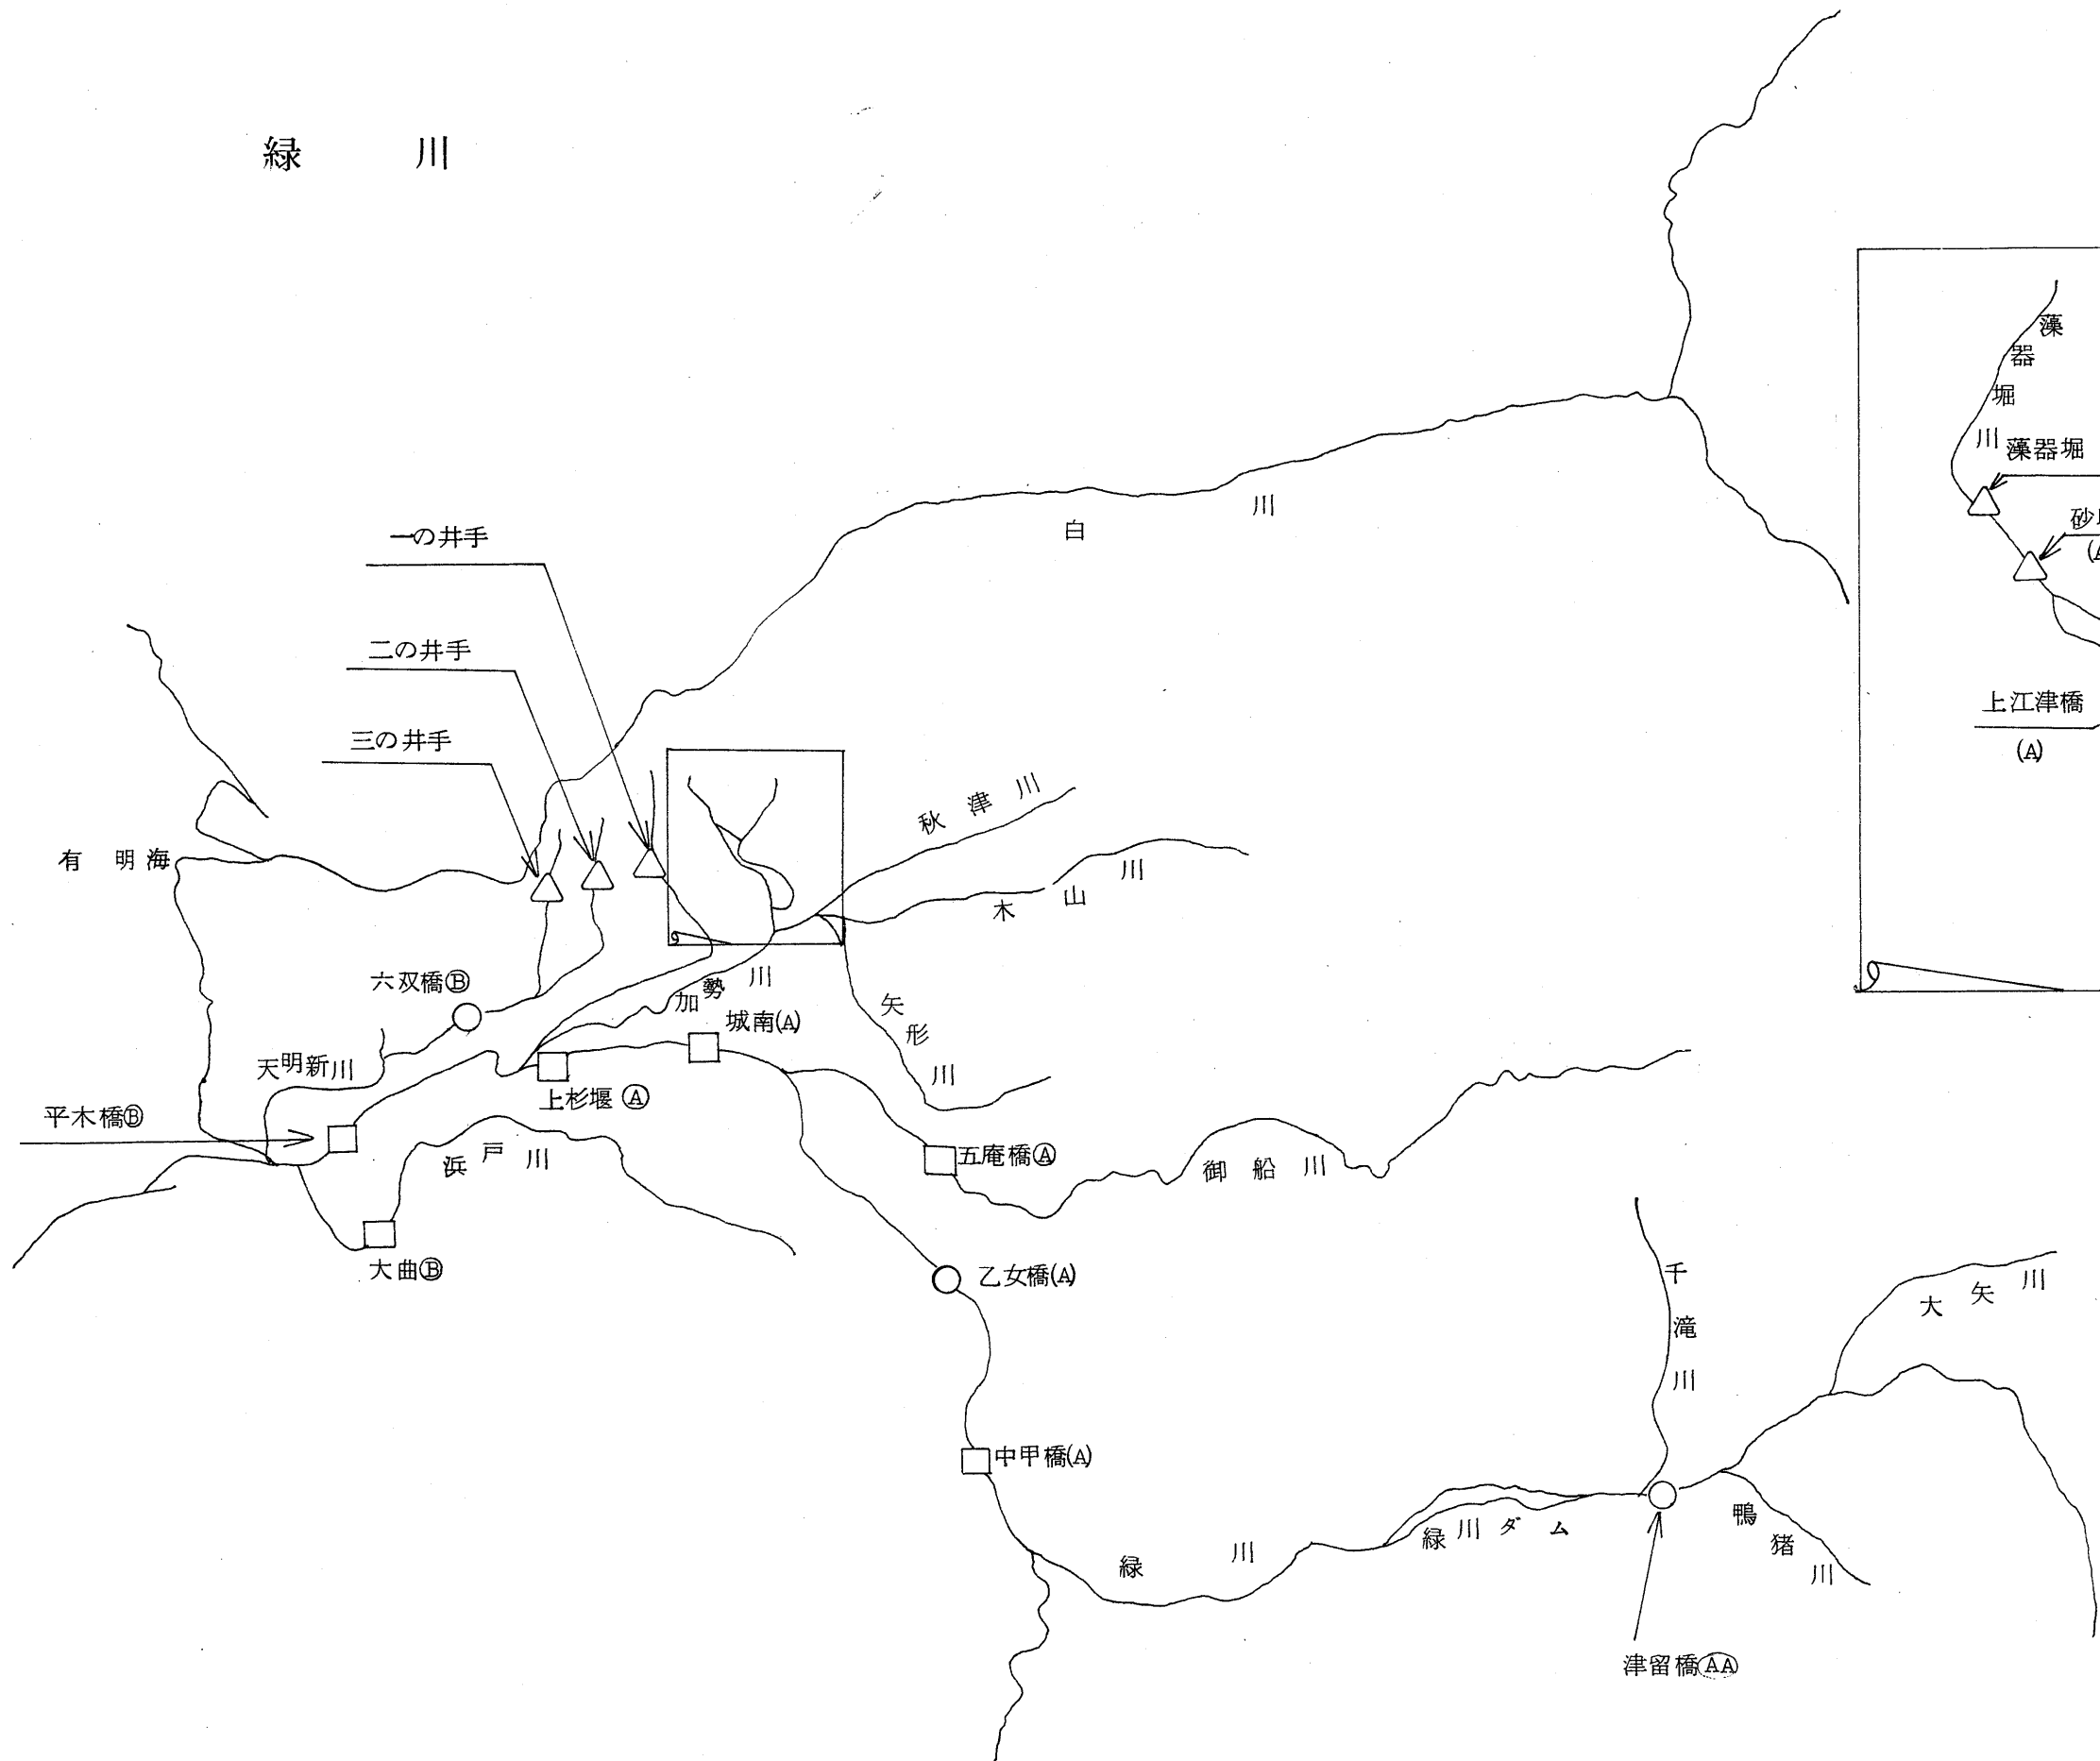 緑川
藻器堀川
藻器堀
砂
(A
上江津橋
(A)
白川
一の井手
二の井手
三の井手
有明海
秋津川
木山川
六双橋Ⓑ
加勢川
城南(A)
矢形川
天明新川
上杉堰Ⓐ
平木橋Ⓑ
浜戸川
五庵橋Ⓐ
御船川
大曲Ⓑ
乙女橋(A)
千滝川
大矢川
中甲橋(A)
緑川
緑川ダム
鴨猪川
津留橋(AA)